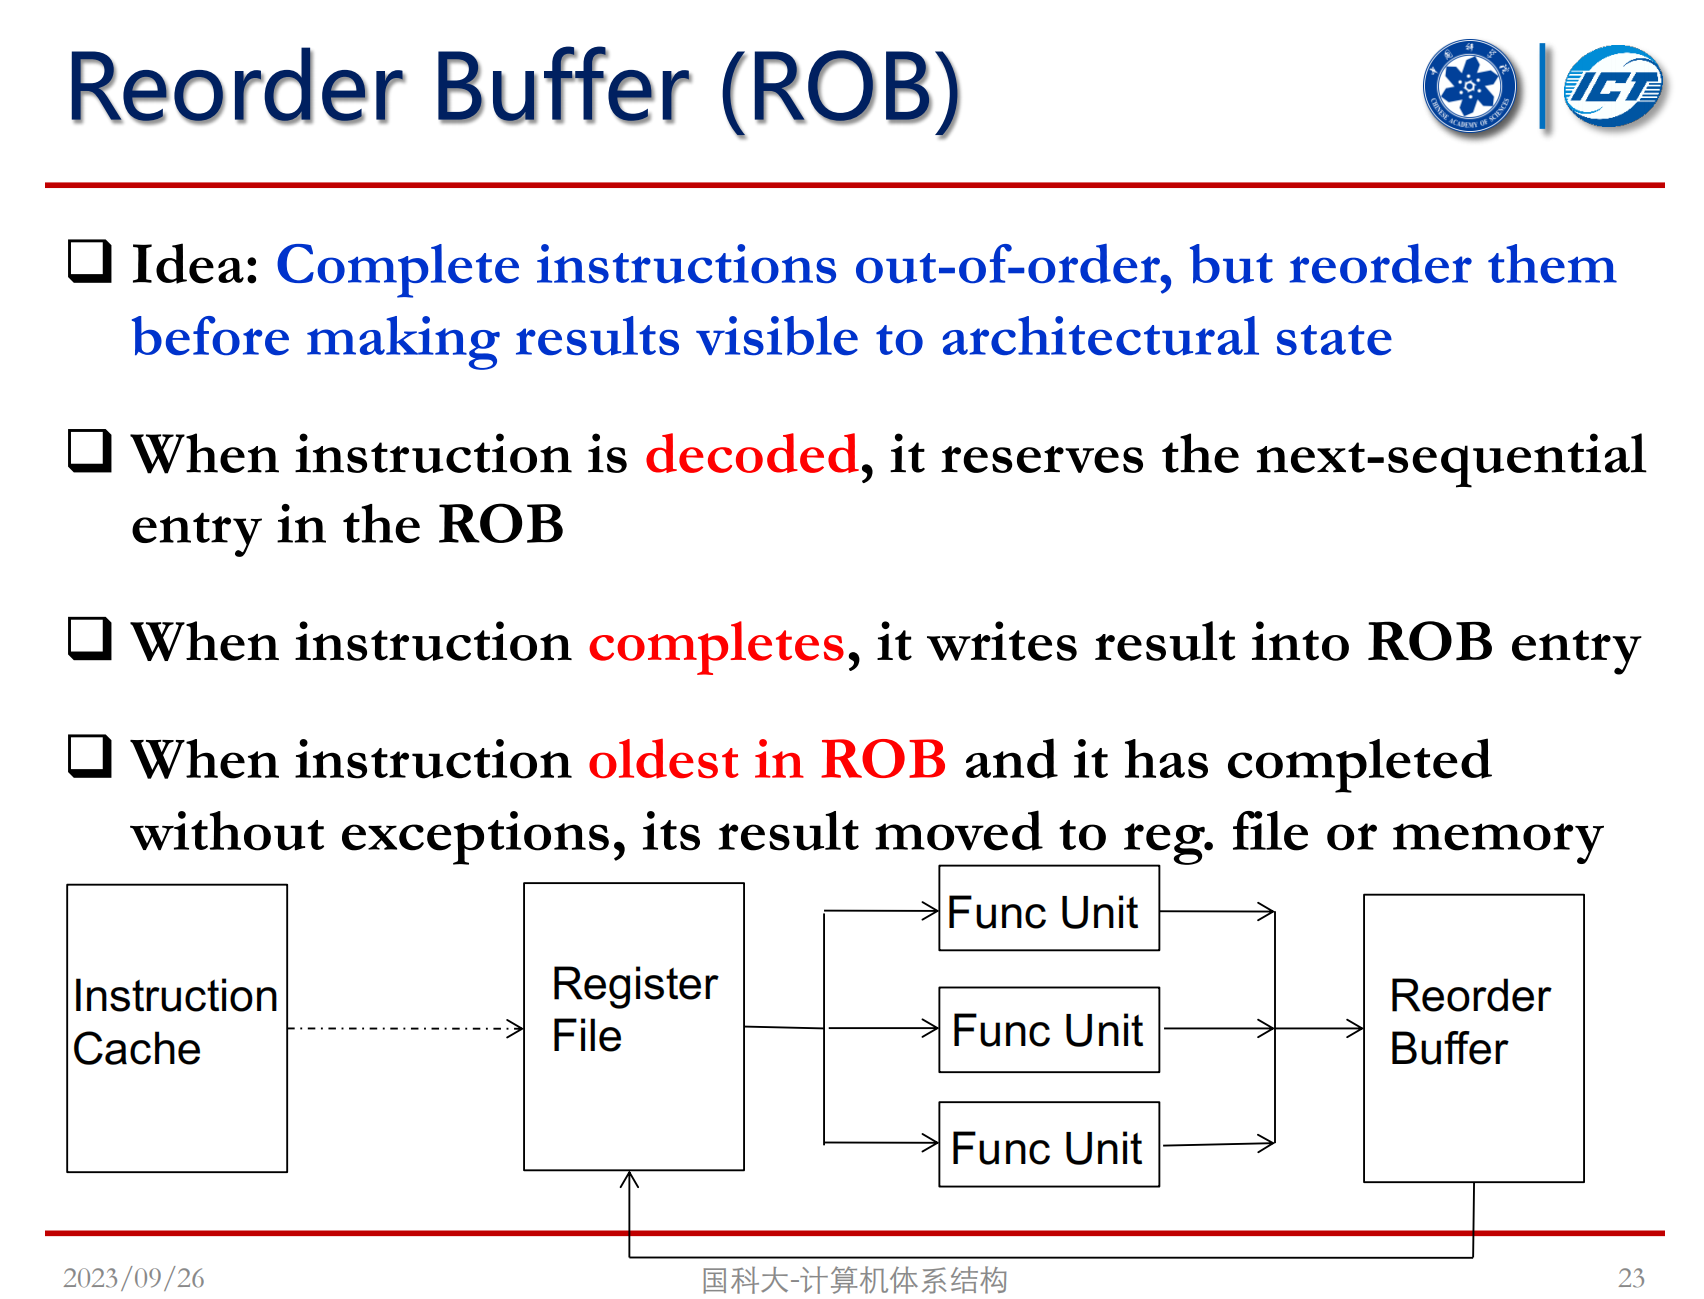 Reorder Buffer (ROB)
ICT
Idea: Complete instructions out-of-order, but reorder them
before making results visible to architectural state
When instruction is decoded, it reserves the next-sequential
entry in the ROB
When instruction completes, it writes result into ROB entry
When instruction oldest in ROB and it has completed
without exceptions, its result moved to reg. file or memory
Instruction
Cache
Register
File
Func Unit
Func Unit
Func Unit
Reorder
Buffer
2023/09/26
国科大-计算机体系结构
23